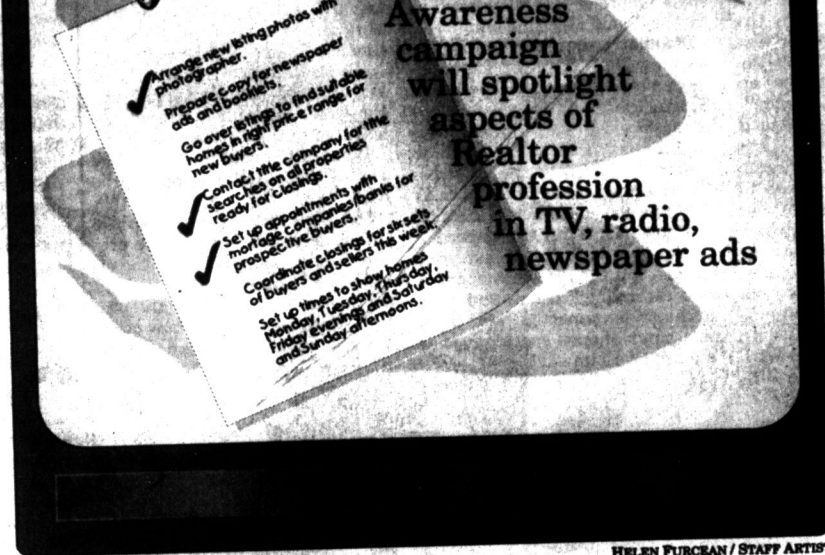 Arrange new listing photos with
photographer.
Prepare copy for newspaper
ads and booklets.
Go over listings to find suitable
homes in right price range for
new buyers.
Contact title company for title
searches on all properties
ready for closings.
Set up appointments with
mortage companies/banks for
prospective buyers.
Coordinate closings for six sets
of buyers and sellers this week.
Set up times to show homes
Monday, Tuesday, Thursday,
Friday evenings and Saturday
and Sunday afternoons.
Awareness
campaign
will spotlight
aspects of
Realtor
profession
in TV, radio,
newspaper ads
HELEN FURCEAN / STAFF ARTIS